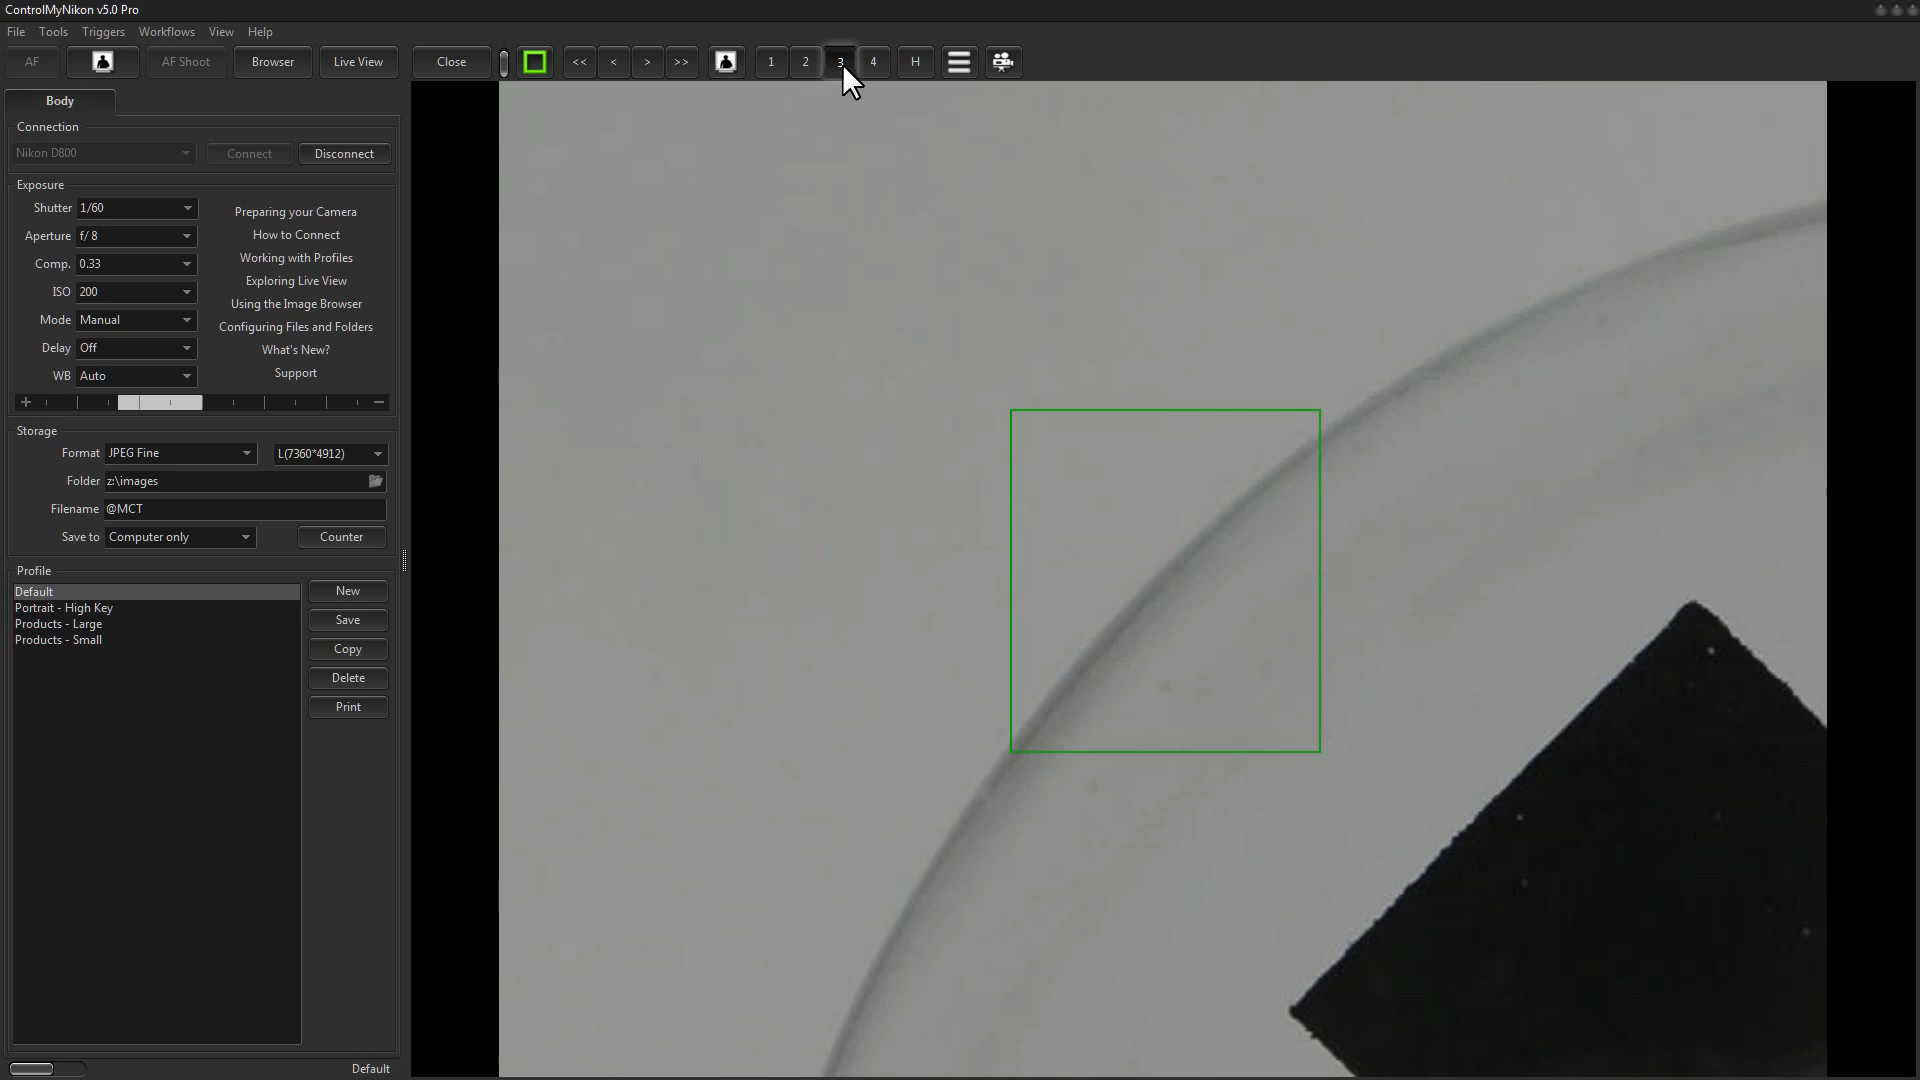 ControlMyNikon v5.0 Pro
File Tools Triggers Workflows View Help
AF AF Shoot Browser Live View Close << < > >> 1 2 3 4 H
Body
Connection
Nikon D800 Connect Disconnect
Exposure
Shutter 1/60
Aperture f/ 8
Comp. 0.33
ISO 200
Mode Manual
Delay Off
WB Auto
Preparing your Camera
How to Connect
Working with Profiles
Exploring Live View
Using the Image Browser
Configuring Files and Folders
What's New?
Support
Storage
Format JPEG Fine L(7360*4912)
Folder z:\images
Filename @MCT
Save to Computer only Counter
Profile
Default
Portrait - High Key
Products - Large
Products - Small
New
Save
Copy
Delete
Print
Default